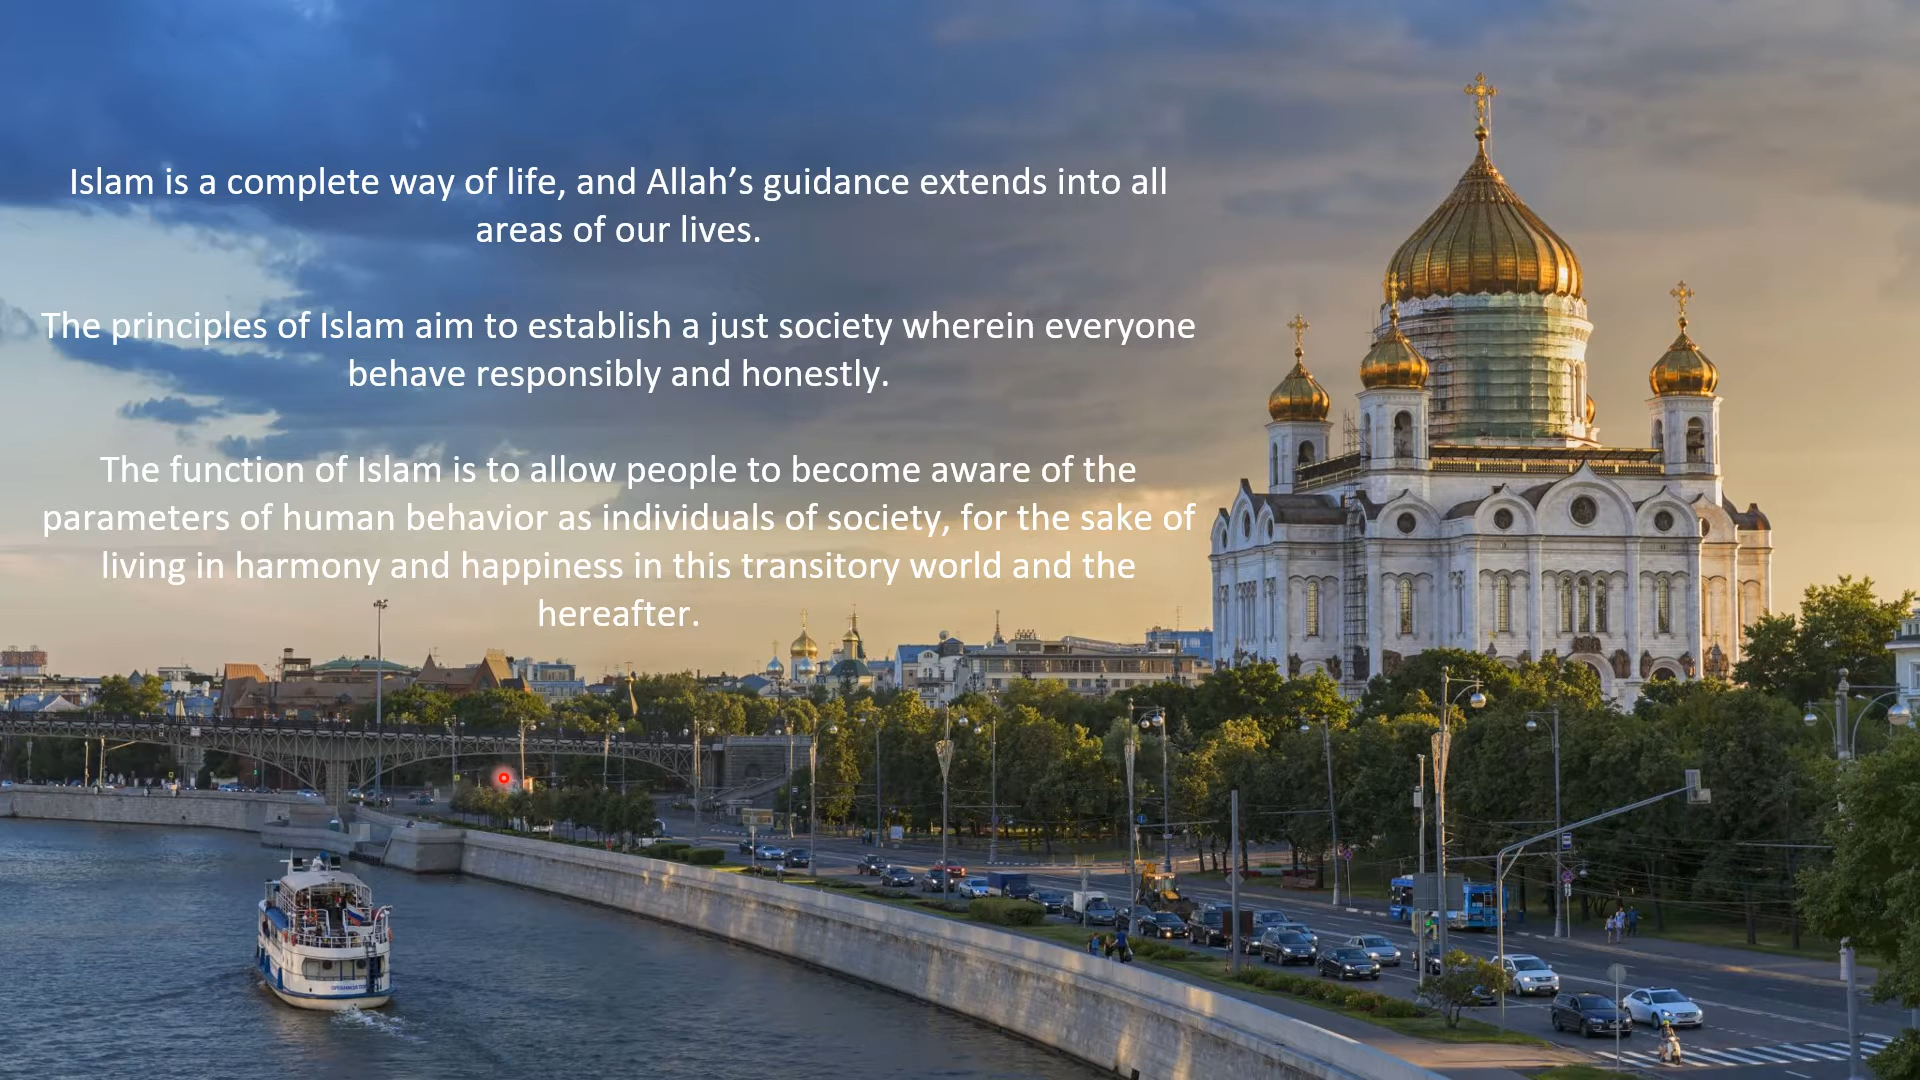 Islam is a complete way of life, and Allah’s guidance extends into all
areas of our lives.
The principles of Islam aim to establish a just society wherein everyone
behave responsibly and honestly.
The function of Islam is to allow people to become aware of the
parameters of human behavior as individuals of society, for the sake of
living in harmony and happiness in this transitory world and the
hereafter.